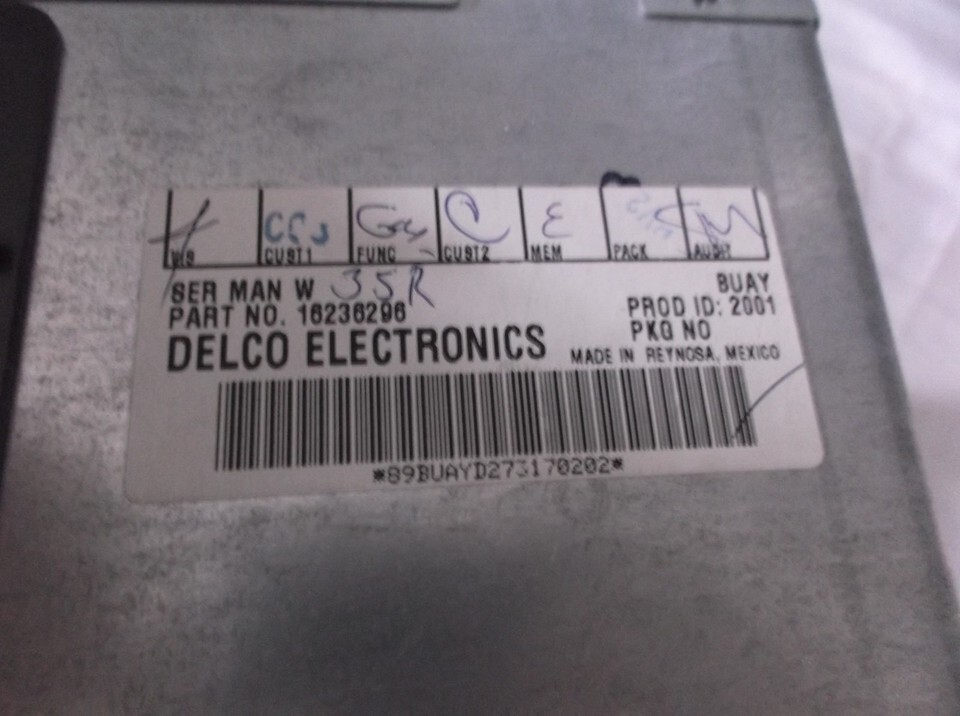 CUST1 FUNC CUST2 MEM PACK AUDIT
SER MAN W 35R BUAY
PART NO. 16236296 PROD ID: 2001
PKG NO
DELCO ELECTRONICS MADE IN REYNOSA, MEXICO
*89BUAYD273170202*